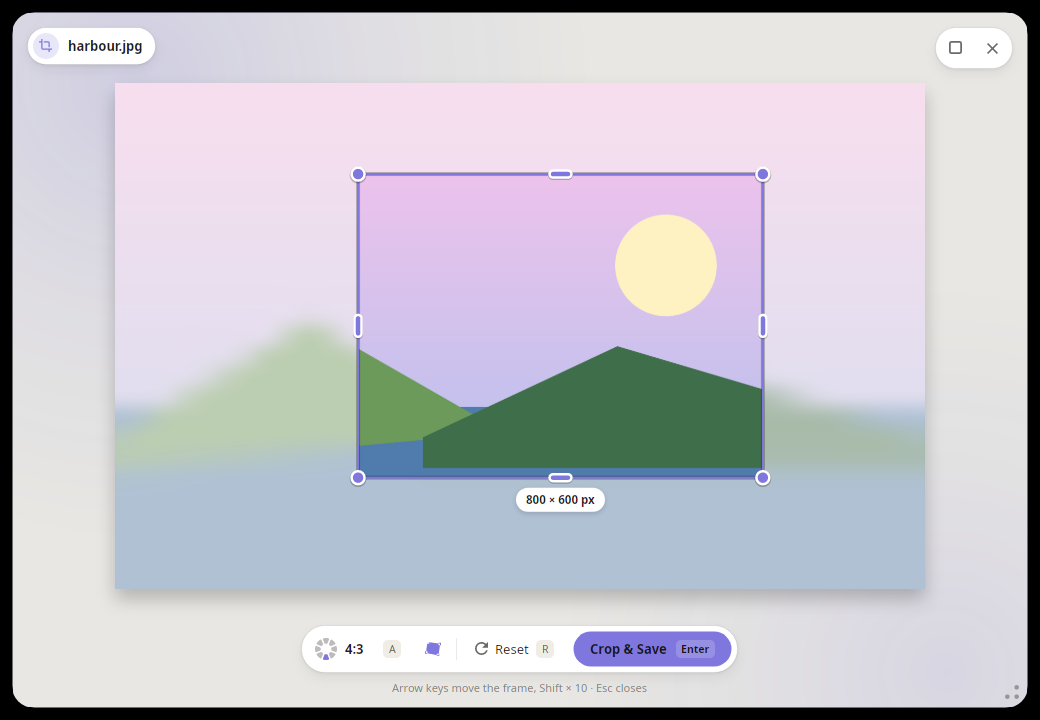 harbour.jpg
800 × 600 px
4:3 A Reset R Crop & Save Enter
Arrow keys move the frame, Shift × 10 · Esc closes